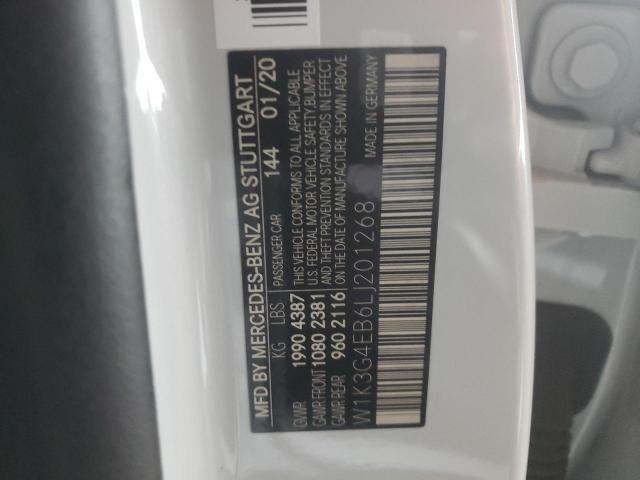 MFD BY MERCEDES-BENZ AG STUTTGART
KG LBS PASSENGER CAR 144 01/20
GVWR 1990 4387 THIS VEHICLE CONFORMS TO ALL APPLICABLE
GAWR FRONT 1080 2381 U.S. FEDERAL MOTOR VEHICLE SAFETY, BUMPER
GAWR REAR 960 2116 AND THEFT PREVENTION STANDARDS IN EFFECT
ON THE DATE OF MANUFACTURE SHOWN ABOVE
W1K3G4EB6LJ201268 MADE IN GERMANY